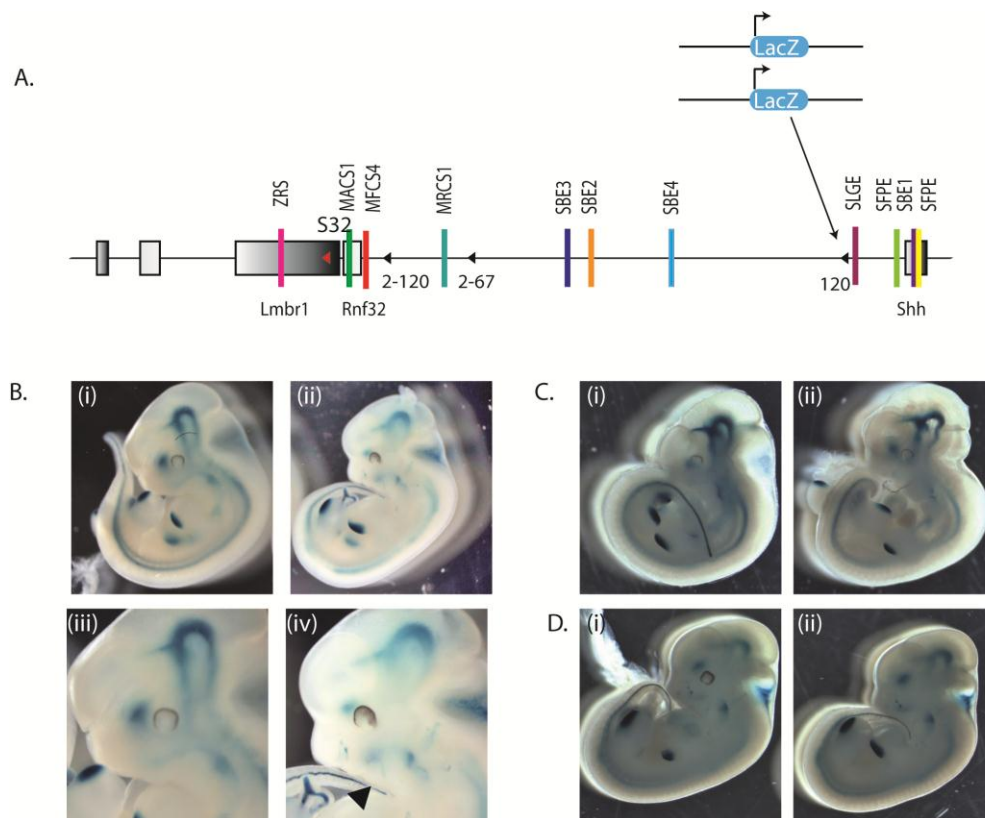 A.
LacZ
LacZ
ZRS
S32
MACS1
MFCS4
MRCS1
SBE3
SBE2
SBE4
SLGE
SFPE
SBE1
SFPE
2-120
2-67
120
Lmbr1
Rnf32
Shh
B.
(i)
(ii)
C.
(i)
(ii)
(iii)
(iv)
D.
(i)
(ii)